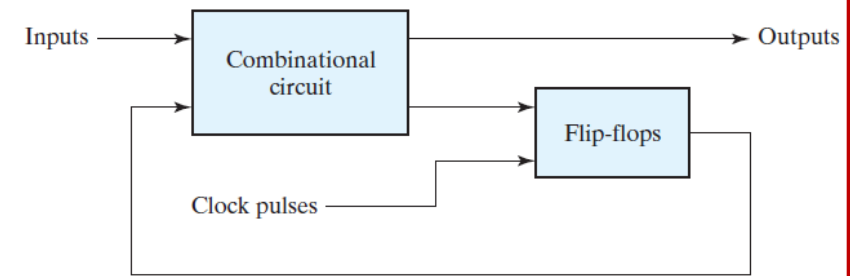 Inputs
Combinational
circuit
Outputs
Flip-flops
Clock pulses